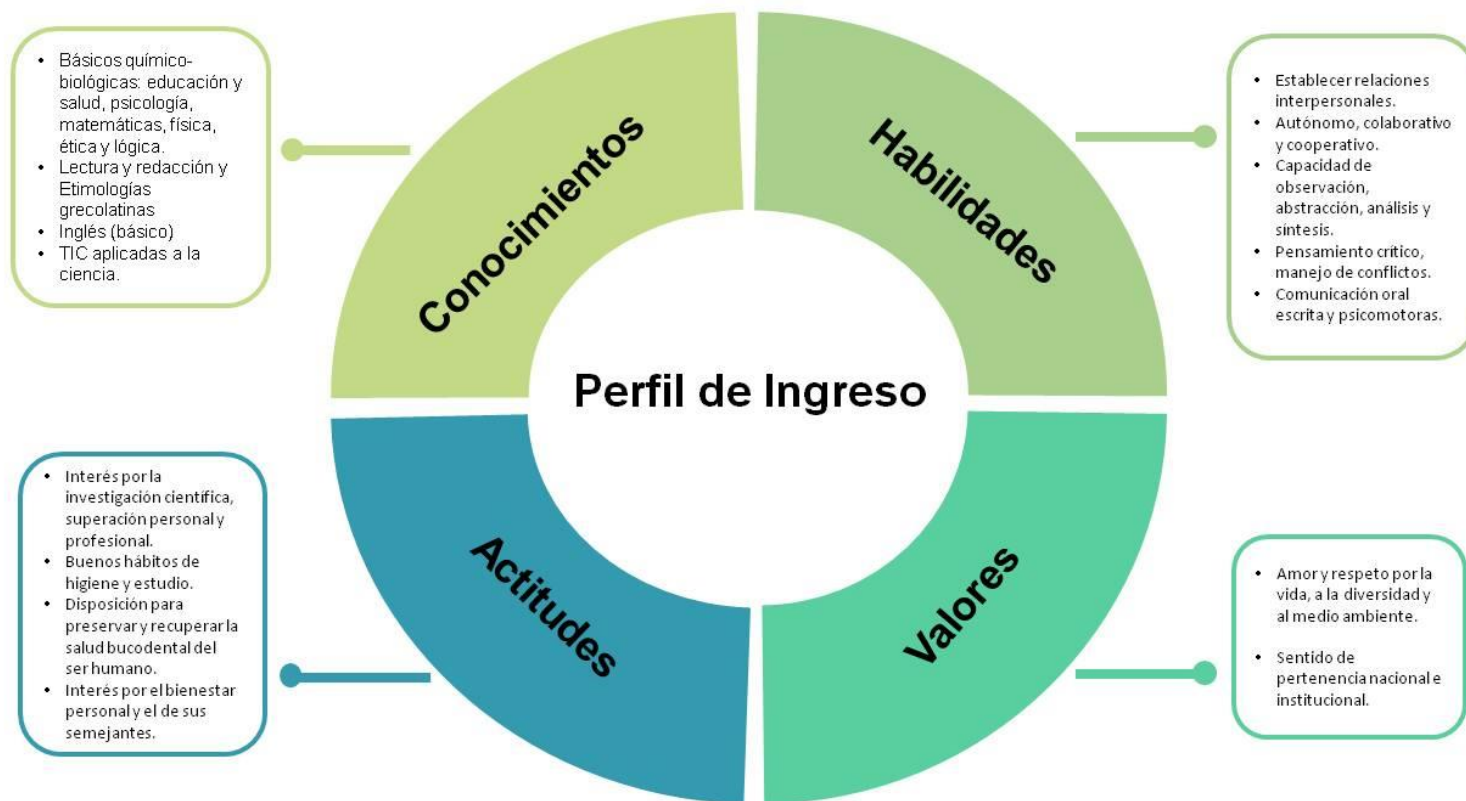 • Básicos químico-
biológicas: educación y
salud, psicología,
matemáticas, física,
ética y lógica.
• Lectura y redacción y
Etimologías
grecolatinas
• Inglés (básico)
• TIC aplicadas a la
ciencia.
Conocimientos
Habilidades
• Establecer relaciones
interpersonales.
• Autónomo, colaborativo
y cooperativo.
• Capacidad de
observación,
abstracción, análisis y
síntesis.
• Pensamiento crítico,
manejo de conflictos.
• Comunicación oral
escrita y psicomotoras.
Perfil de Ingreso
• Interés por la
investigación científica,
superación personal y
profesional.
• Buenos hábitos de
higiene y estudio.
• Disposición para
preservar y recuperar la
salud bucodental del
ser humano.
• Interés por el bienestar
personal y el de sus
semejantes.
Actitudes
Valores
• Amor y respeto por la
vida, a la diversidad y
al medio ambiente.
• Sentido de
pertenencia nacional e
institucional.